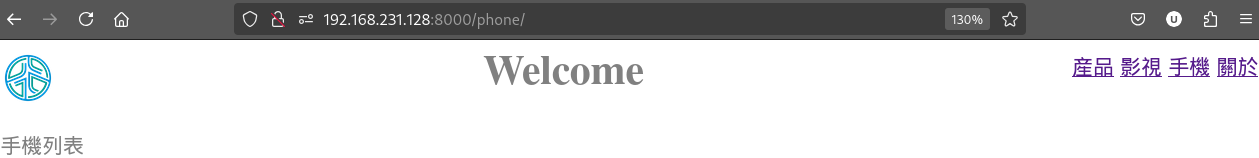 192.168.231.128:8000/phone/
130%
U
Welcome
産品 影視 手機 關於
手機列表